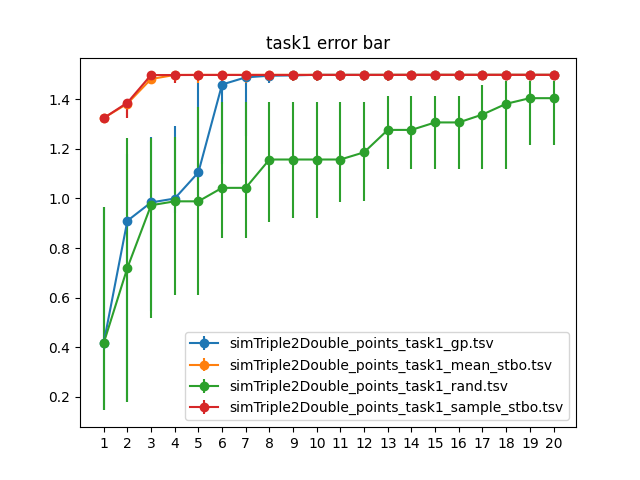 task1 error bar
1.4
1.2
1.0
0.8
0.6
0.4
0.2
simTriple2Double_points_task1_gp.tsv
simTriple2Double_points_task1_mean_stbo.tsv
simTriple2Double_points_task1_rand.tsv
simTriple2Double_points_task1_sample_stbo.tsv
1 2 3 4 5 6 7 8 9 10 11 12 13 14 15 16 17 18 19 20